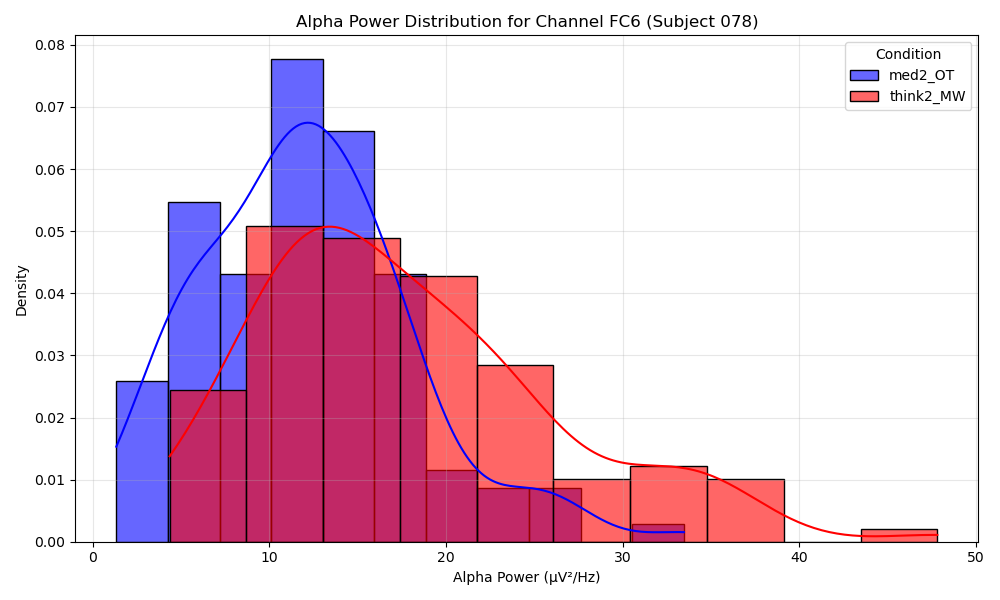 Alpha Power Distribution for Channel FC6 (Subject 078)
Condition
med2_OT
think2_MW
Density
0.08
0.07
0.06
0.05
0.04
0.03
0.02
0.01
0.00
0 10 20 30 40 50
Alpha Power (µV²/Hz)